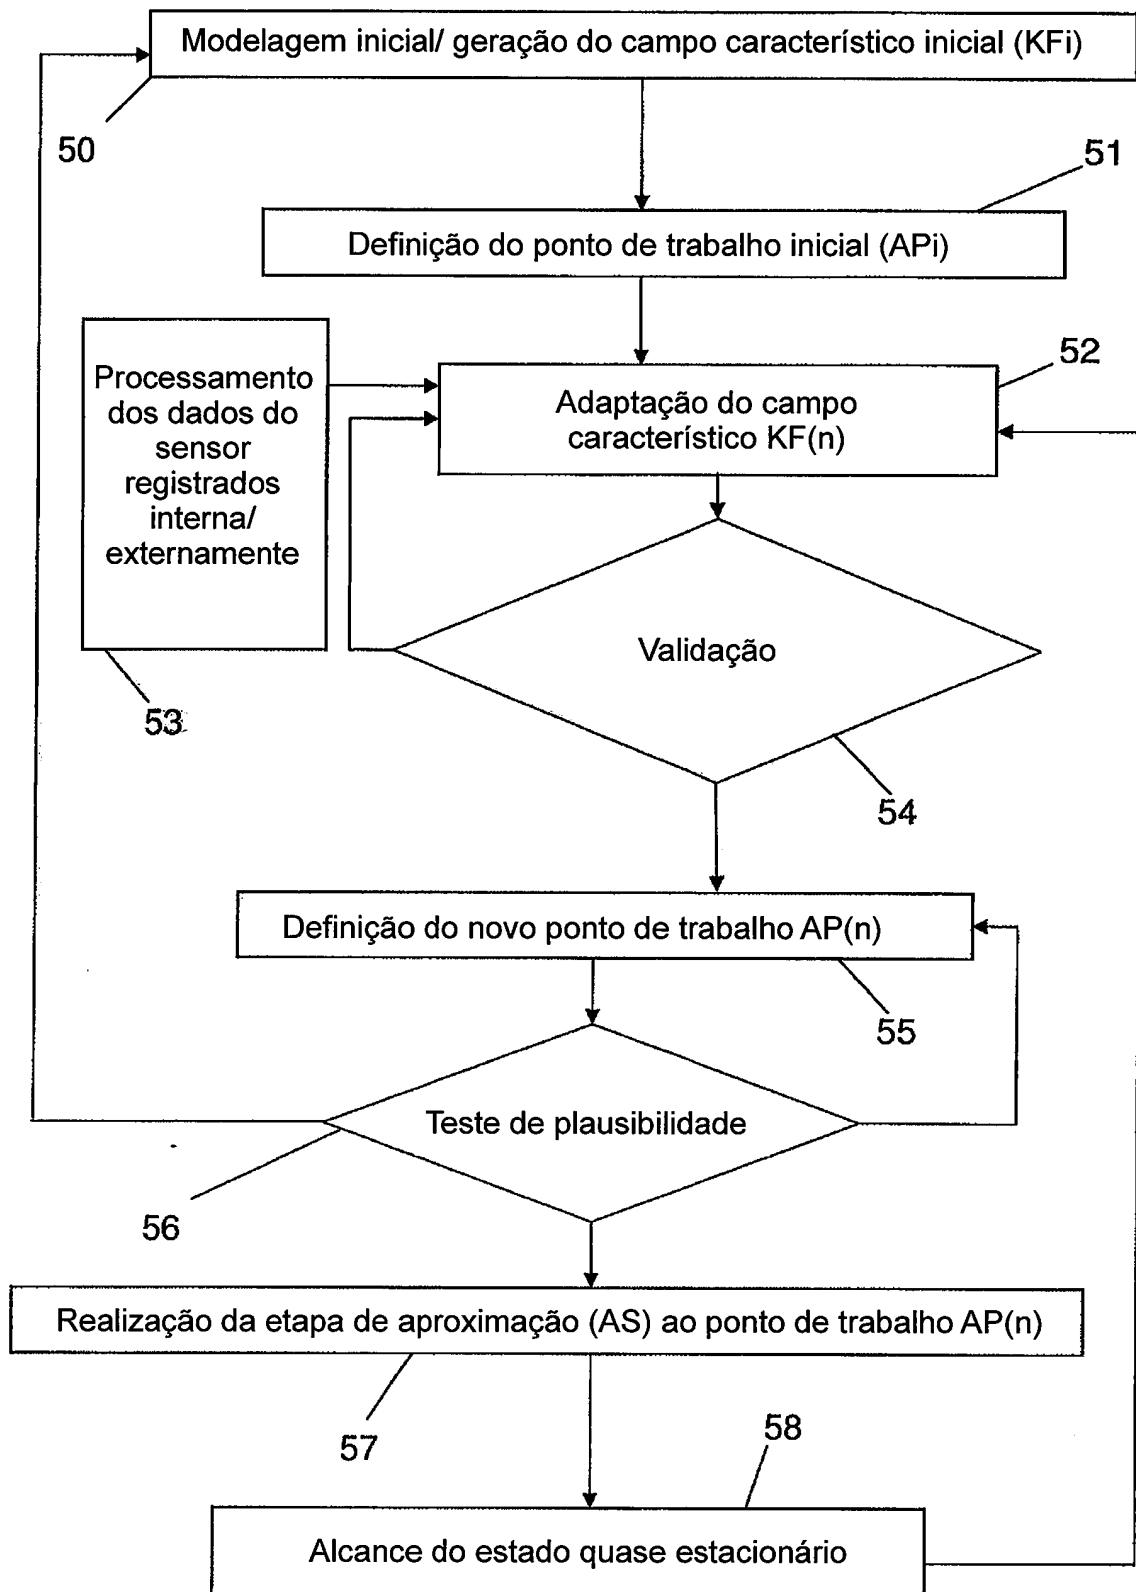 Modelagem inicial/ geração do campo característico inicial (KFi)
50
51
Definição do ponto de trabalho inicial (APi)
52
Processamento
dos dados do
sensor
registrados
interna/
externamente
Adaptação do campo
característico KF(n)
53
Validação
54
Definição do novo ponto de trabalho AP(n)
55
Teste de plausibilidade
56
Realização da etapa de aproximação (AS) ao ponto de trabalho AP(n)
57
58
Alcance do estado quase estacionário